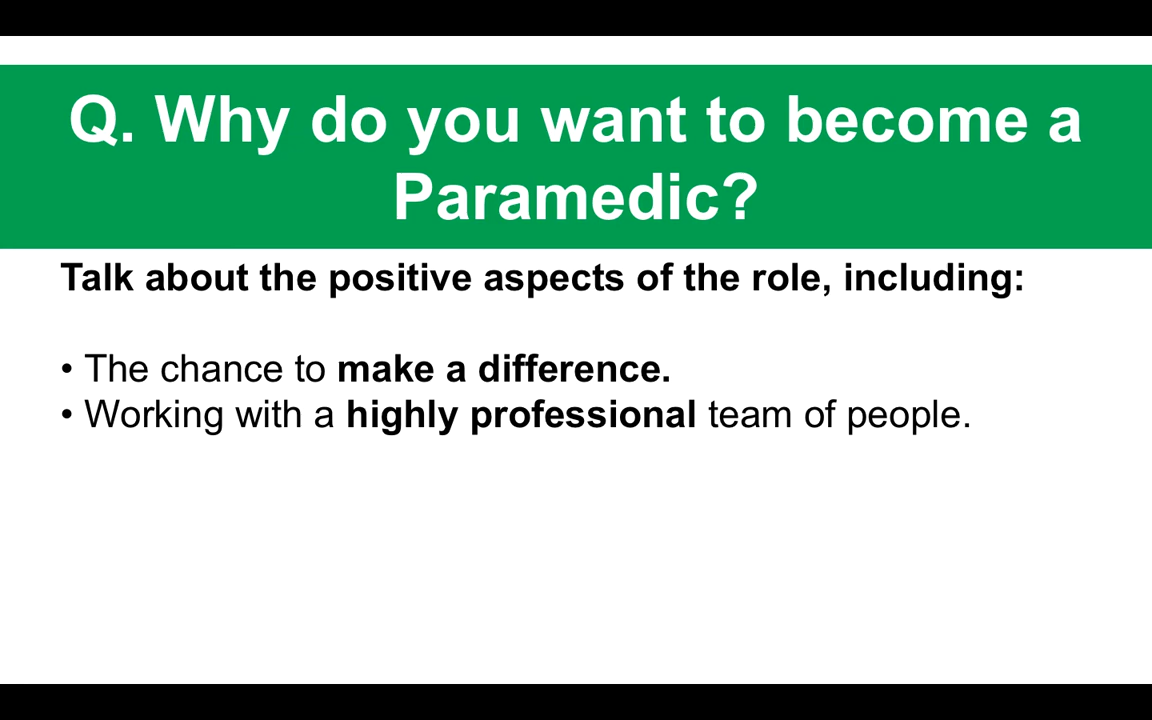 Q. Why do you want to become a
Paramedic?
Talk about the positive aspects of the role, including:
• The chance to make a difference.
• Working with a highly professional team of people.